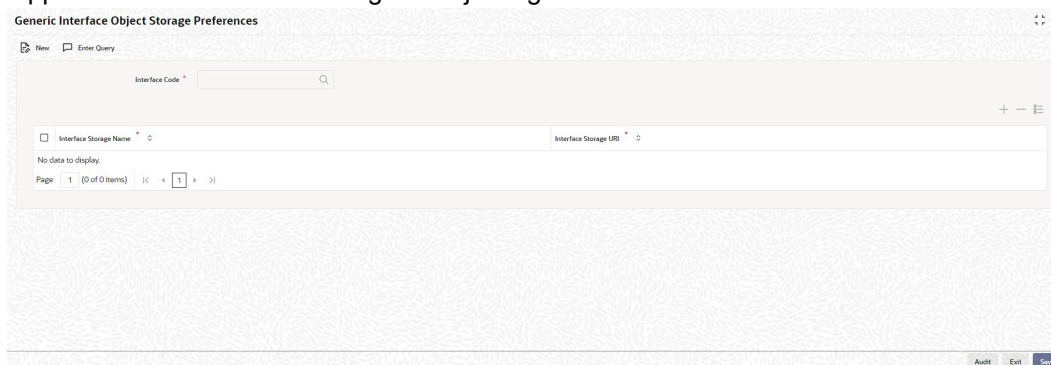 Generic Interface Object Storage Preferences
New Enter Query
Interface Code *
Interface Storage Name * Interface Storage URI *
No data to display.
Page 1 (0 of 0 items) 1
Audit Exit